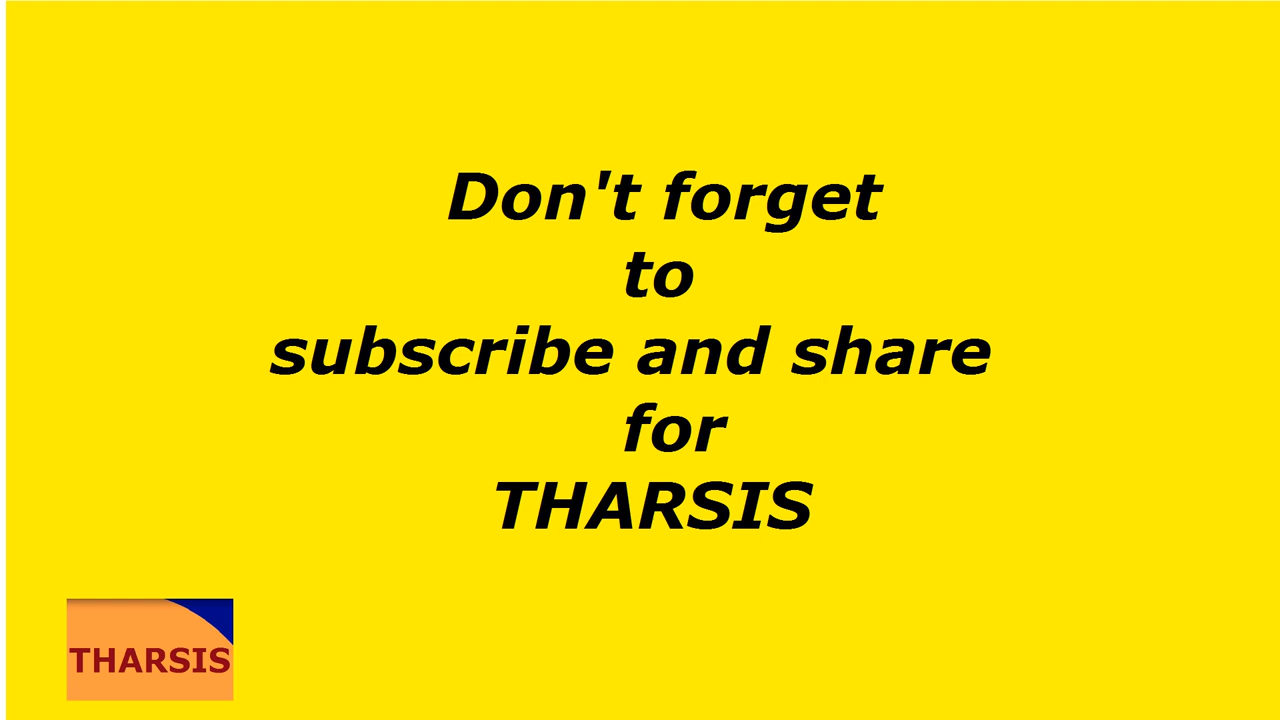 Don't forget
to
subscribe and share
for
THARSIS
THARSIS